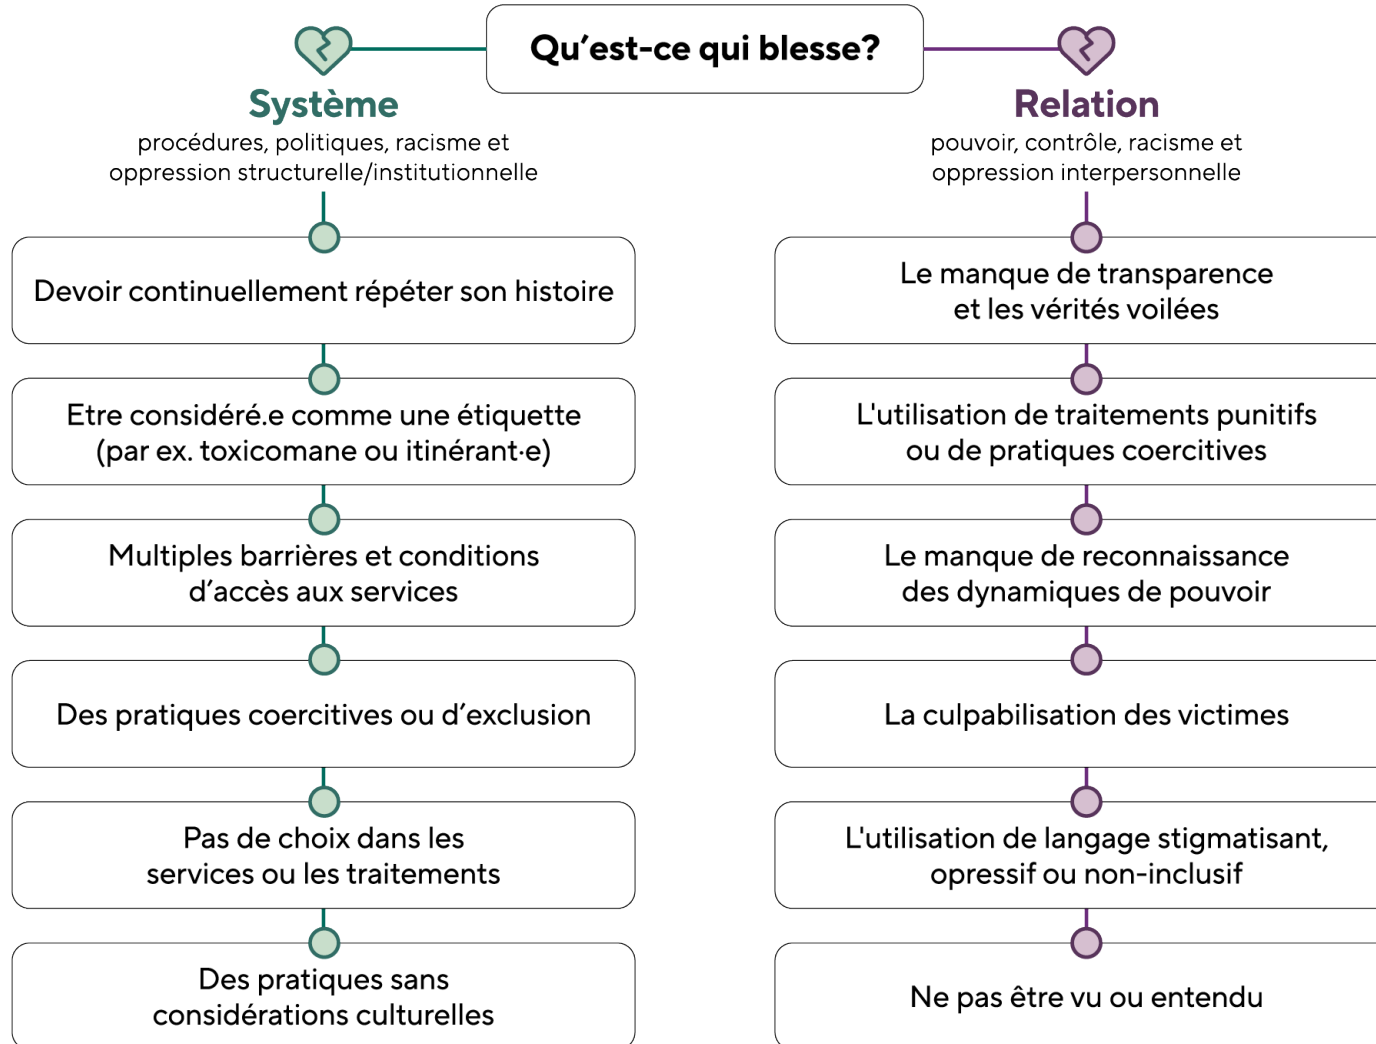 Qu’est-ce qui blesse?
Système
procédures, politiques, racisme et
oppression structurelle/institutionnelle
Devoir continuellement répéter son histoire
Etre considéré.e comme une étiquette
(par ex. toxicomane ou itinérant·e)
Multiples barrières et conditions
d’accès aux services
Des pratiques coercitives ou d’exclusion
Pas de choix dans les
services ou les traitements
Des pratiques sans
considérations culturelles
Relation
pouvoir, contrôle, racisme et
oppression interpersonnelle
Le manque de transparence
et les vérités voilées
L'utilisation de traitements punitifs
ou de pratiques coercitives
Le manque de reconnaissance
des dynamiques de pouvoir
La culpabilisation des victimes
L'utilisation de langage stigmatisant,
opressif ou non-inclusif
Ne pas être vu ou entendu